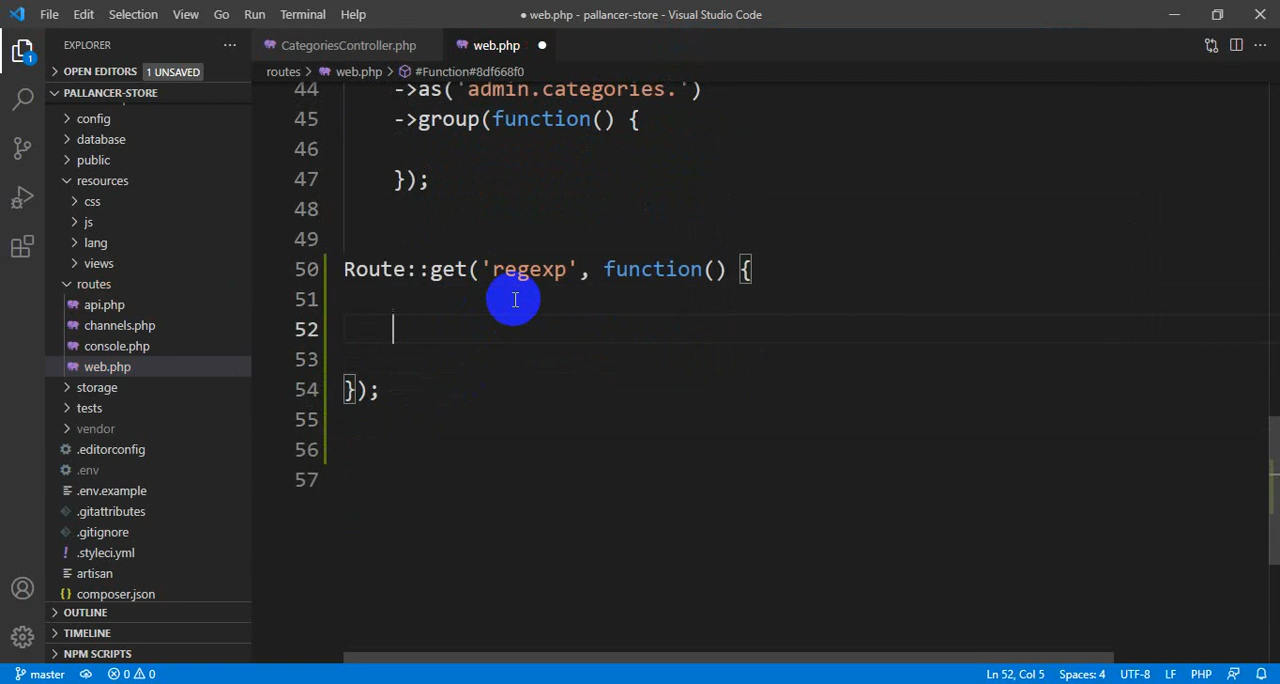 File Edit Selection View Go Run Terminal Help
● web.php - pallancer-store - Visual Studio Code
EXPLORER
CategoriesController.php
web.php
OPEN EDITORS 1 UNSAVED
routes > web.php > #Function#8df668f0
PALLANCER-STORE
config
database
public
resources
css
js
lang
views
routes
api.php
channels.php
console.php
web.php
storage
tests
vendor
.editorconfig
.env
.env.example
.gitattributes
.gitignore
.styleci.yml
artisan
composer.json
OUTLINE
TIMELINE
NPM SCRIPTS
44 ->as('admin.categories.')
45 ->group(function() {
46
47 });
48
49
50 Route::get('regexp', function() {
51
52
53
54 });
55
56
57
1
master 0 0 Ln 52, Col 5 Spaces: 4 UTF-8 LF PHP